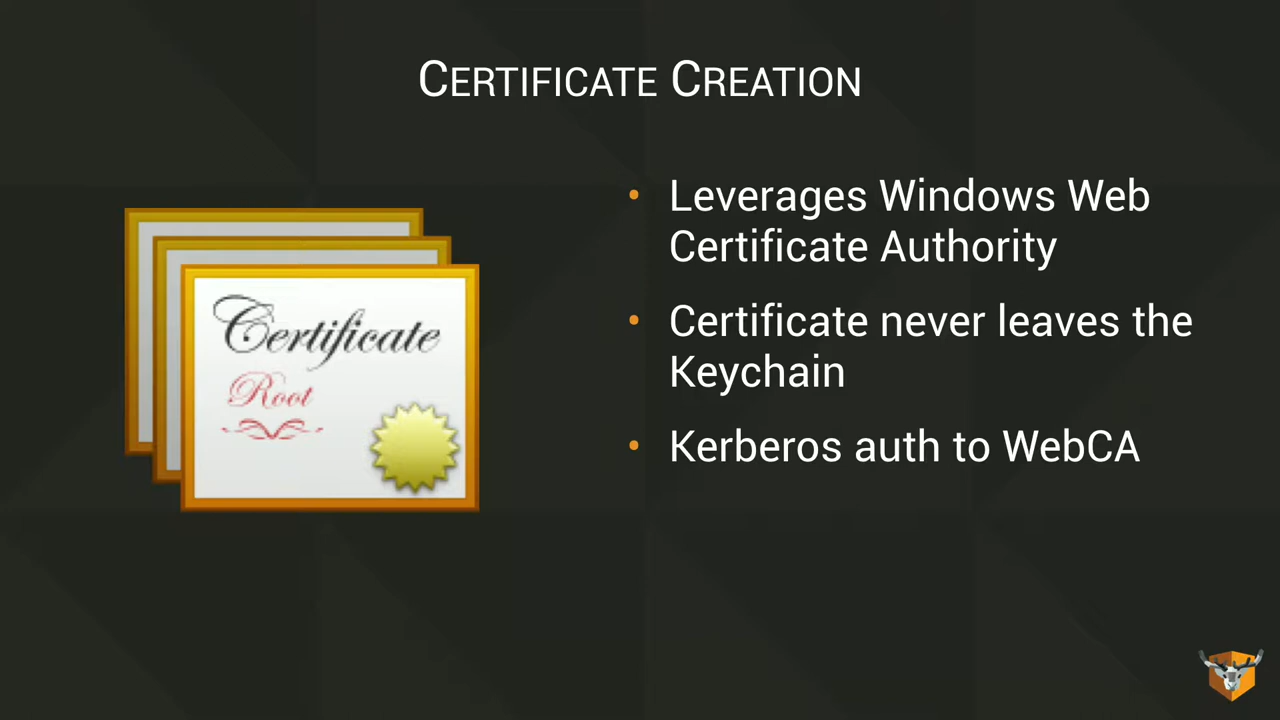 CERTIFICATE CREATION
Certificate
Root
• Leverages Windows Web
Certificate Authority
• Certificate never leaves the
Keychain
• Kerberos auth to WebCA